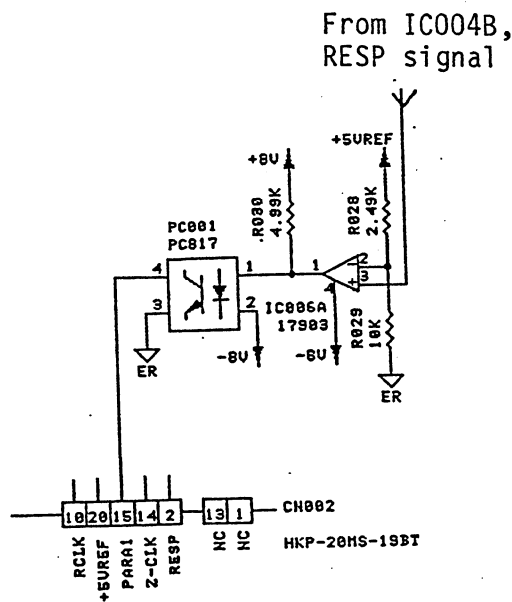 From IC004B,
RESP signal
+5VREF
+8V
.R030
4.99K
R028
2.49K
PC001
PC817
4
3
1
2
1
2
3
4
IC006A
17903
R029
10K
-8V
-8V
ER
ER
10
20
15
14
2
13
1
CN002
RCLK
+5VREF
PARA1
Z-CLK
RESP
NC
NC
HKP-20MS-19BT